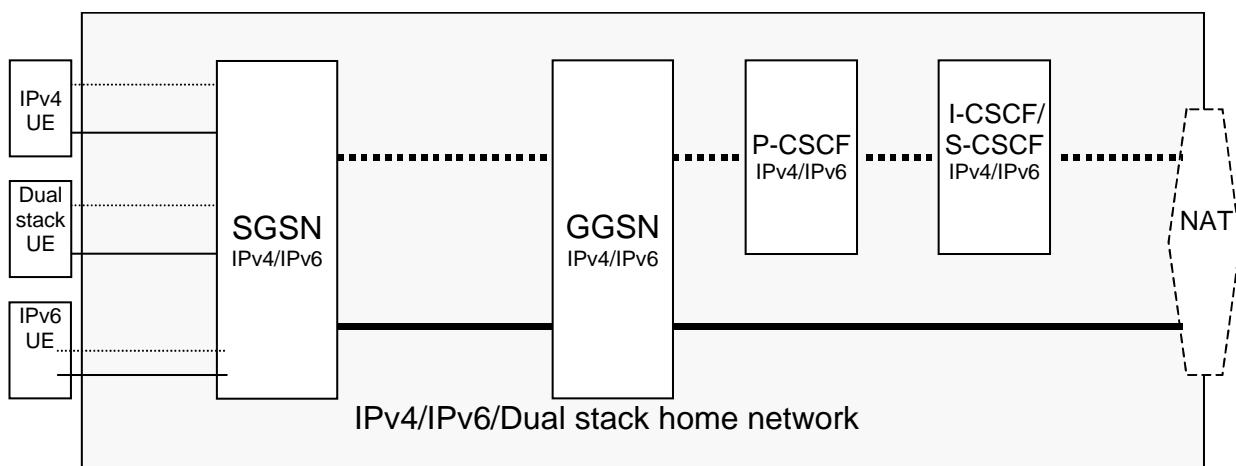 IPv4
UE
Dual
stack
UE
IPv6
UE
SGSN
IPv4/IPv6
GGSN
IPv4/IPv6
P-CSCF
IPv4/IPv6
I-CSCF/
S-CSCF
IPv4/IPv6
NAT
IPv4/IPv6/Dual stack home network